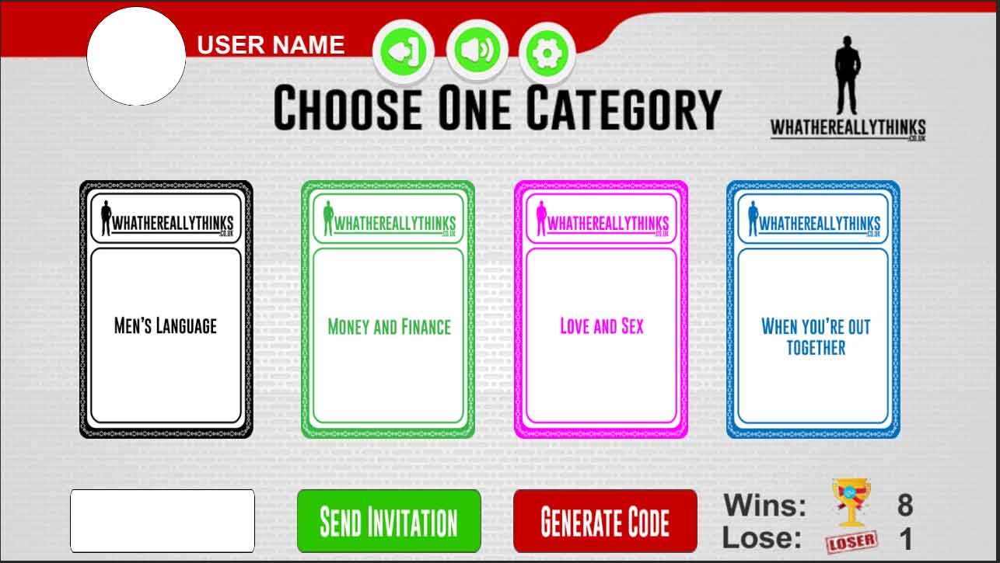 USER NAME
CHOOSE ONE CATEGORY
WHATHEREALLYTHINKS
.CO.UK
WHATHEREALLYTHINKS
.CO.UK
MEN'S LANGUAGE
WHATHEREALLYTHINKS
.CO.UK
MONEY AND FINANCE
WHATHEREALLYTHINKS
.CO.UK
LOVE AND SEX
WHATHEREALLYTHINKS
.CO.UK
WHEN YOU'RE OUT
TOGETHER
SEND INVITATION
GENERATE CODE
Wins: 8
Lose: LOSER 1